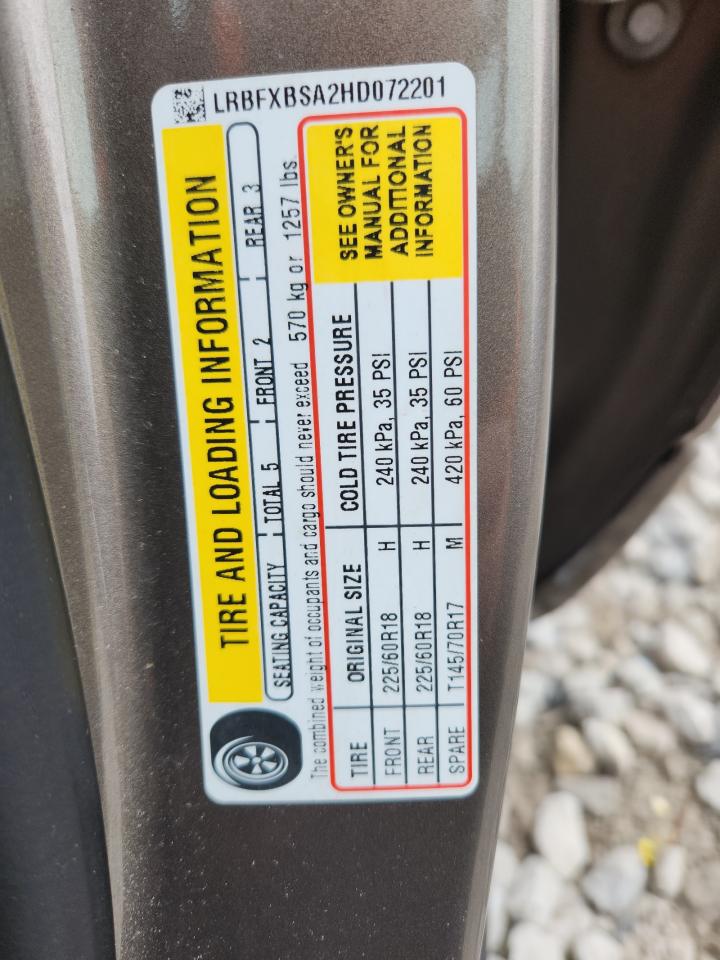 LRBFXBSA2HD072201
TIRE AND LOADING INFORMATION
SEATING CAPACITY TOTAL 5 FRONT 2 REAR 3
The combined weight of occupants and cargo should never exceed 570 kg or 1257 lbs
TIRE ORIGINAL SIZE COLD TIRE PRESSURE
FRONT 225/60R18 H 240 kPa, 35 PSI
REAR 225/60R18 H 240 kPa, 35 PSI
SPARE T145/70R17 M 420 kPa, 60 PSI
SEE OWNER'S
MANUAL FOR
ADDITIONAL
INFORMATION